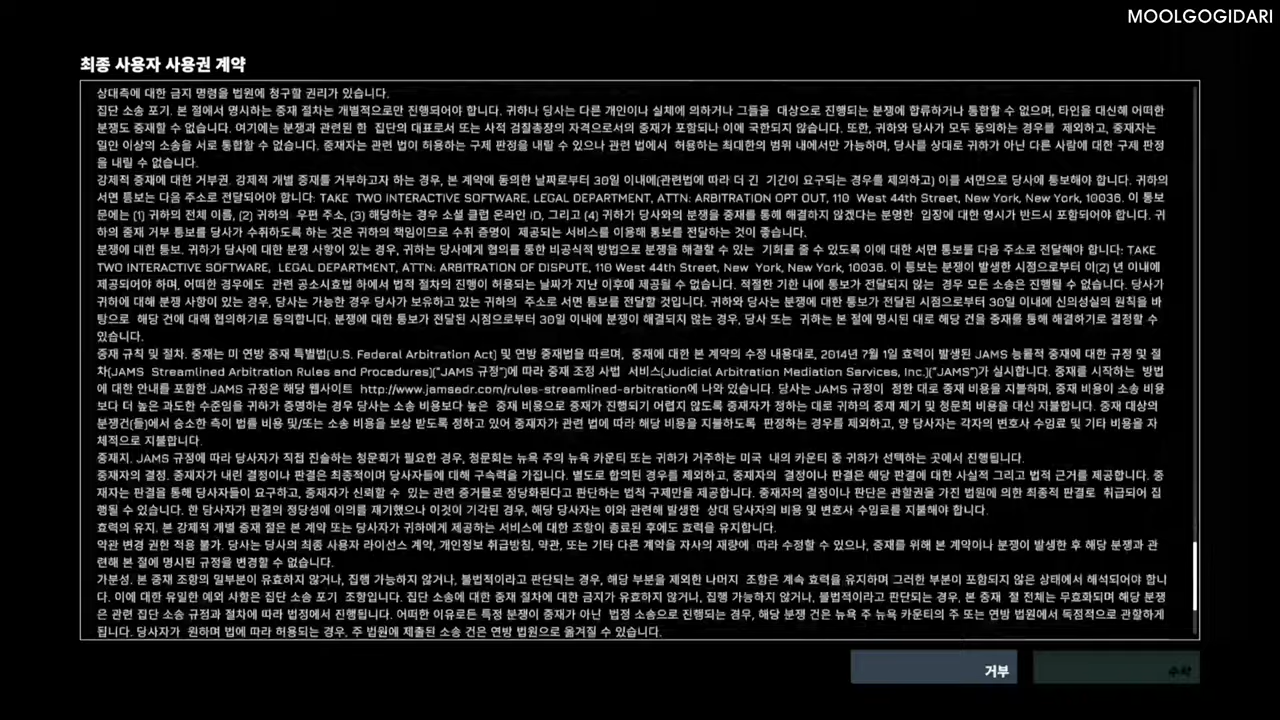 MOOLGOGIDARI
최종 사용자 사용권 계약
상대측에 대한 금지 명령을 법원에 청구할 권리가 있습니다.
집단 소송 포기. 본 절에서 명시하는 중재 절차는 개별적으로만 진행되어야 합니다. 귀하나 당사는 다른 개인이나 실체에 의하거나 그들을 대상으로 진행되는 분쟁에 합류하거나 통합할 수 없으며, 타인을 대신해 어떠한
분쟁도 중재할 수 없습니다. 여기에는 분쟁과 관련된 한 집단의 대표로서 또는 사적 검찰총장의 자격으로서의 중재가 포함되나 이에 국한되지 않습니다. 또한, 귀하와 당사가 모두 동의하는 경우를 제외하고, 중재자는
일만 이상의 소송을 서로 통합할 수 없습니다. 중재자는 관련 법이 허용하는 구제 판정을 내릴 수 있으나 관련 법에서 허용하는 최대한의 범위 내에서만 가능하며, 당사를 상대로 귀하가 아닌 다른 사람에 대한 구제 판정
을 내릴 수 없습니다.
강제적 중재에 대한 거부권. 강제적 개별 중재를 거부하고자 하는 경우, 본 계약에 동의한 날짜로부터 30일 이내에(관련법에 따라 더 긴 기간이 요구되는 경우를 제외하고) 이를 서면으로 당사에 통보해야 합니다. 귀하의
서면 통보는 다음 주소로 전달되어야 합니다: TAKE TWO INTERACTIVE SOFTWARE, LEGAL DEPARTMENT, ATTN: ARBITRATION OPT OUT, 110 West 44th Street, New York, New York, 10036. 이 통보
문에는 (1) 귀하의 전체 이름, (2) 귀하의 우편 주소, (3) 해당하는 경우 소셜 클럽 온라인 ID, 그리고 (4) 귀하가 당사와의 분쟁을 중재를 통해 해결하지 않겠다는 분명한 입장에 대한 명시가 반드시 포함되어야 합니다. 귀
하의 중재 거부 통보를 당사가 수취하도록 하는 것은 귀하의 책임이므로 수취 증명이 제공되는 서비스를 이용해 통보를 전달하는 것이 좋습니다.
분쟁에 대한 통보. 귀하가 당사에 대한 분쟁 사항이 있는 경우, 귀하는 당사에게 협의를 통한 비공식적 방법으로 분쟁을 해결할 수 있는 기회를 줄 수 있도록 이에 대한 서면 통보를 다음 주소로 전달해야 합니다: TAKE
TWO INTERACTIVE SOFTWARE, LEGAL DEPARTMENT, ATTN: ARBITRATION OF DISPUTE, 110 West 44th Street, New York, New York, 10036. 이 통보는 분쟁이 발생한 시점으로부터 이(2) 년 이내에
제공되어야 하며, 어떠한 경우에도 관련 공소시효법 하에서 법적 절차의 진행이 허용되는 날짜가 지난 이후에 제공될 수 없습니다. 적절한 기한 내에 통보가 전달되지 않는 경우 모든 소송은 진행될 수 없습니다. 당사가
귀하에 대해 분쟁 사항이 있는 경우, 당사는 가능한 경우 당사가 보유하고 있는 귀하의 주소로 서면 통보를 전달할 것입니다. 귀하와 당사는 분쟁에 대한 통보가 전달된 시점으로부터 30일 이내에 신의성실의 원칙을 바
탕으로 해당 건에 대해 협의하기로 동의합니다. 분쟁에 대한 통보가 전달된 시점으로부터 30일 이내에 분쟁이 해결되지 않는 경우, 당사 또는 귀하는 본 절에 명시된 대로 해당 건을 중재를 통해 해결하기로 결정할 수
있습니다.
중재 규칙 및 절차. 중재는 미 연방 중재 특별법(U.S. Federal Arbitration Act) 및 연방 중재법을 따르며, 중재에 대한 본 계약의 수정 내용대로, 2014년 7월 1일 효력이 발생된 JAMS 능률적 중재에 대한 규정 및 절
차(JAMS Streamlined Arbitration Rules and Procedures)("JAMS 규정")에 따라 중재 조정 사법 서비스(Judicial Arbitration Mediation Services, Inc.)("JAMS")가 실시합니다. 중재를 시작하는 방법
에 대한 안내를 포함한 JAMS 규정은 해당 웹사이트 http://www.jamsadr.com/rules-streamlined-arbitration에 나와 있습니다. 당사는 JAMS 규정이 정한 대로 중재 비용을 지불하며, 중재 비용이 소송 비용
보다 더 높은 과도한 수준임을 귀하가 증명하는 경우 당사는 소송 비용보다 높은 중재 비용으로 중재가 진행되기 어렵지 않도록 중재자가 정하는 대로 귀하의 중재 제기 및 청문회 비용을 대신 지불합니다. 중재 대상의
분쟁건(들)에서 승소한 측이 법률 비용 및/또는 소송 비용을 보상 받도록 정하고 있어 중재자가 관련 법에 따라 해당 비용을 지불하도록 판정하는 경우를 제외하고, 양 당사자는 각자의 변호사 수임료 및 기타 비용을 자
체적으로 지불합니다.
중재지. JAMS 규정에 따라 당사자가 직접 진술하는 청문회가 필요한 경우, 청문회는 뉴욕 주의 뉴욕 카운티 또는 귀하가 거주하는 미국 내의 카운티 중 귀하가 선택하는 곳에서 진행됩니다.
중재자의 결정. 중재자가 내린 결정이나 판결은 최종적이며 당사자들에 대해 구속력을 가집니다. 별도로 합의된 경우를 제외하고, 중재자의 결정이나 판결은 해당 판결에 대한 사실적 그리고 법적 근거를 제공합니다. 중
재자는 판결을 통해 당사자들이 요구하고, 중재자가 신뢰할 수 있는 관련 증거물로 정당화된다고 판단하는 법적 구제만을 제공합니다. 중재자의 결정이나 판단은 관할권을 가진 법원에 의한 최종적 판결로 취급되어 집
행될 수 있습니다. 한 당사자가 판결의 정당성에 이의를 재기했으나 이것이 기각된 경우, 해당 당사자는 이와 관련해 발생한 상대 당사자의 비용 및 변호사 수임료를 지불해야 합니다.
효력의 유지. 본 강제적 개별 중재 절은 본 계약 또는 당사자가 귀하에게 제공하는 서비스에 대한 조항이 종료된 후에도 효력을 유지합니다.
약관 변경 권한 적용 불가. 당사는 당사의 최종 사용자 라이선스 계약, 개인정보 취급방침, 약관, 또는 기타 다른 계약을 자사의 재량에 따라 수정할 수 있으나, 중재를 위해 본 계약이나 분쟁이 발생한 후 해당 분쟁과 관
련해 본 절에 명시된 규정을 변경할 수 없습니다.
가분성. 본 중재 조항의 일부분이 유효하지 않거나, 집행 가능하지 않거나, 불법적이라고 판단되는 경우, 해당 부분을 제외한 나머지 조항은 계속 효력을 유지하며 그러한 부분이 포함되지 않은 상태에서 해석되어야 합니
다. 이에 대한 유일한 예외 사항은 집단 소송 포기 조항입니다. 집단 소송에 대한 중재 절차에 대한 금지가 유효하지 않거나, 집행 가능하지 않거나, 불법적이라고 판단되는 경우, 본 중재 절 전체는 무효화되며 해당 분쟁
은 관련 집단 소송 규정과 절차에 따라 법정에서 진행됩니다. 어떠한 이유로든 특정 분쟁이 중재가 아닌 법정 소송으로 진행되는 경우, 해당 분쟁 건은 뉴욕 주 뉴욕 카운티의 주 또는 연방 법원에서 독점적으로 관할하게
됩니다. 당사자가 원하며 법에 따라 허용되는 경우, 주 법원에 제출된 소송 건은 연방 법원으로 옮겨질 수 있습니다.
거부
수락